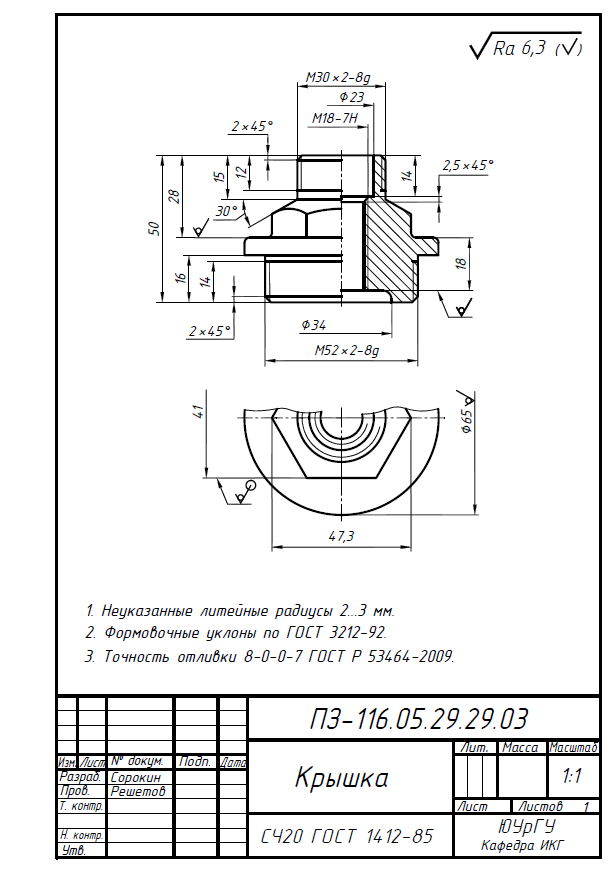 Ra 6,3 (√)
M30×2-8g
Ф23
M18-7H
2×45°
2,5×45°
50
28
15
12
14
30°
16
14
18
2×45°
Ф34
M52×2-8g
41
Ф65
47,3
1. Неуказанные литейные радиусы 2...3 мм.
2. Формовочные уклоны по ГОСТ 3212-92.
3. Точность отливки 8-0-0-7 ГОСТ Р 53464-2009.
ПЗ-116.05.29.29.03
Изм. Лист № докум. Подп. Дата
Разраб. Сорокин
Пров. Решетов
Т. контр.
Н. контр.
Утв.
Крышка
Лит. Масса Масштаб
1:1
Лист Листов 1
СЧ20 ГОСТ 1412-85
ЮУрГУ
Кафедра ИКГ